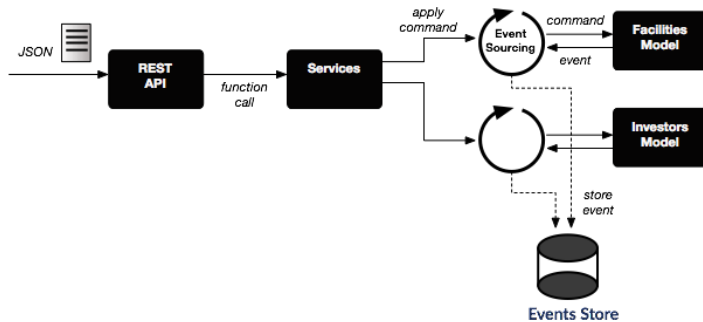 JSON
REST
API
function
call
Services
apply
command
Event
Sourcing
command
event
Facilities
Model
Investors
Model
store
event
Events Store